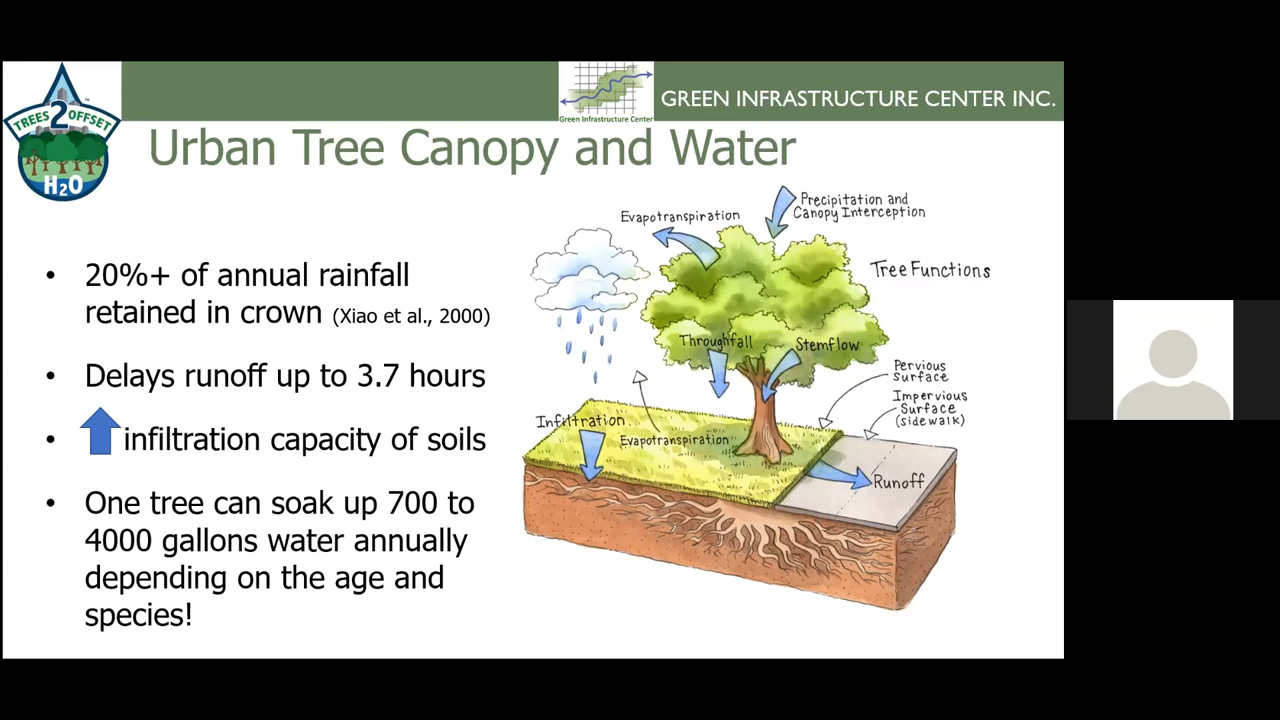 TREES 2 OFFSET
H₂O
Green Infrastructure Center
GREEN INFRASTRUCTURE CENTER INC.
Urban Tree Canopy and Water
• 20%+ of annual rainfall
retained in crown (Xiao et al., 2000)
• Delays runoff up to 3.7 hours
• infiltration capacity of soils
• One tree can soak up 700 to
4000 gallons water annually
depending on the age and
species!
Precipitation and
Canopy Interception
Evapotranspiration
Tree Functions
Throughfall
Stemflow
Pervious
surface
Impervious
Surface
(sidewalk)
Infiltration
Evapotranspiration
Runoff